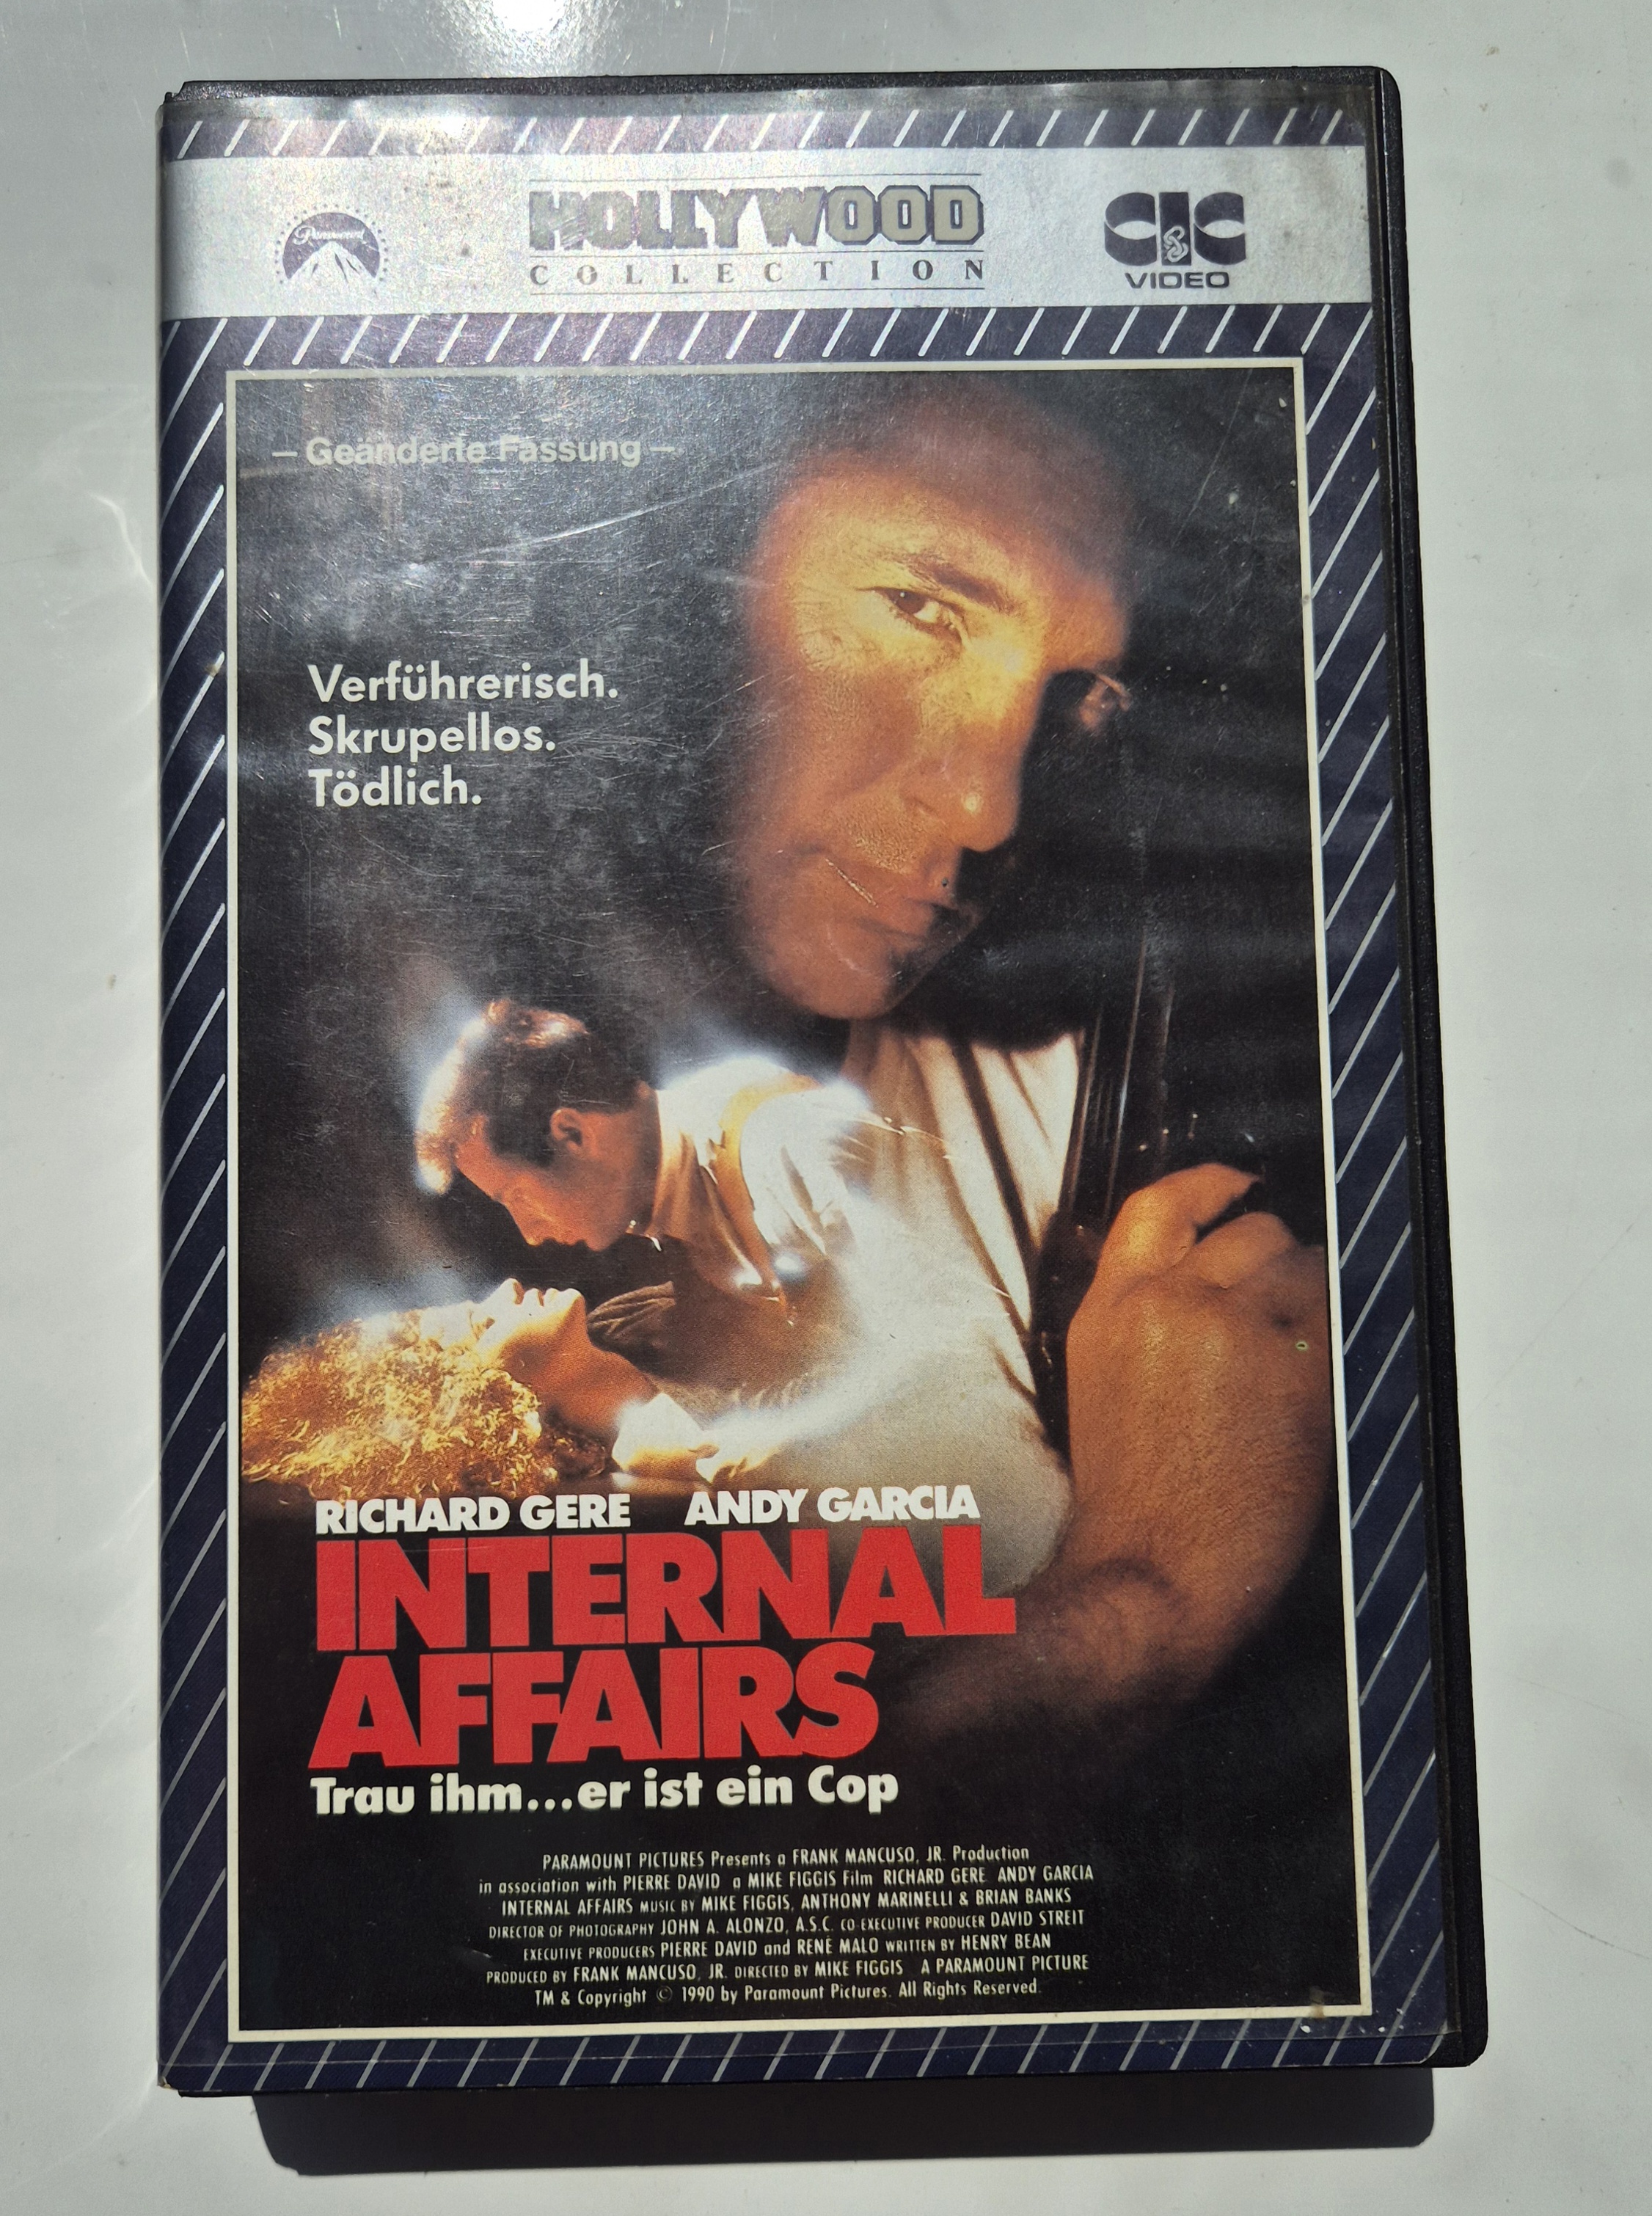 Paramount
HOLLYWOOD
COLLECTION
CIC
VIDEO
– Geänderte Fassung –
Verführerisch.
Skrupellos.
Tödlich.
RICHARD GERE ANDY GARCIA
INTERNAL
AFFAIRS
Trau ihm...er ist ein Cop
PARAMOUNT PICTURES Presents a FRANK MANCUSO, JR. Production
in association with PIERRE DAVID a MIKE FIGGIS Film RICHARD GERE ANDY GARCIA
INTERNAL AFFAIRS MUSIC BY MIKE FIGGIS, ANTHONY MARINELLI & BRIAN BANKS
DIRECTOR OF PHOTOGRAPHY JOHN A. ALONZO, A.S.C. CO-EXECUTIVE PRODUCER DAVID STREIT
EXECUTIVE PRODUCERS PIERRE DAVID and RENÉ MALO WRITTEN BY HENRY BEAN
PRODUCED BY FRANK MANCUSO, JR. DIRECTED BY MIKE FIGGIS A PARAMOUNT PICTURE
TM & Copyright © 1990 by Paramount Pictures. All Rights Reserved.